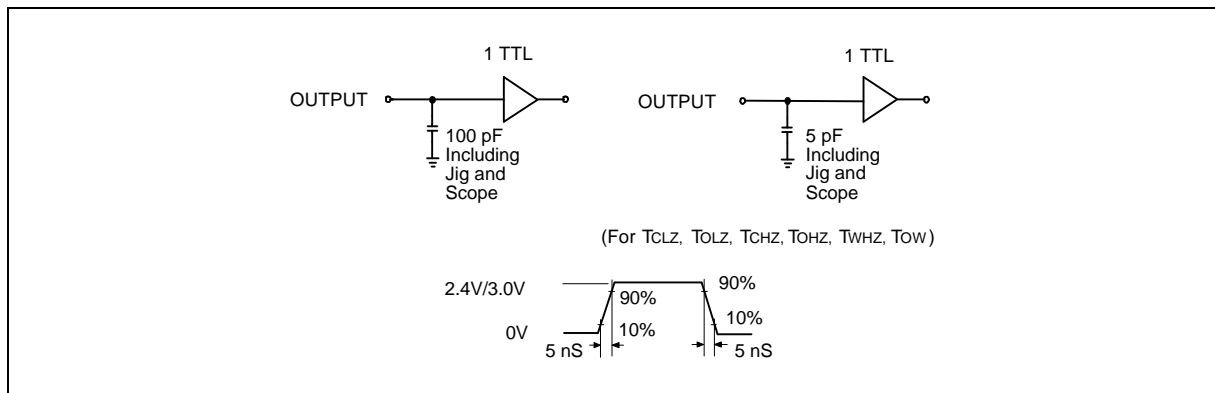 1 TTL
OUTPUT
100 pF
Including
Jig and
Scope
1 TTL
OUTPUT
5 pF
Including
Jig and
Scope
(For TCLZ, TOLZ, TCHZ, TOHZ, TWHZ, TOW)
2.4V/3.0V
90%
90%
0V
10%
10%
5 nS
5 nS